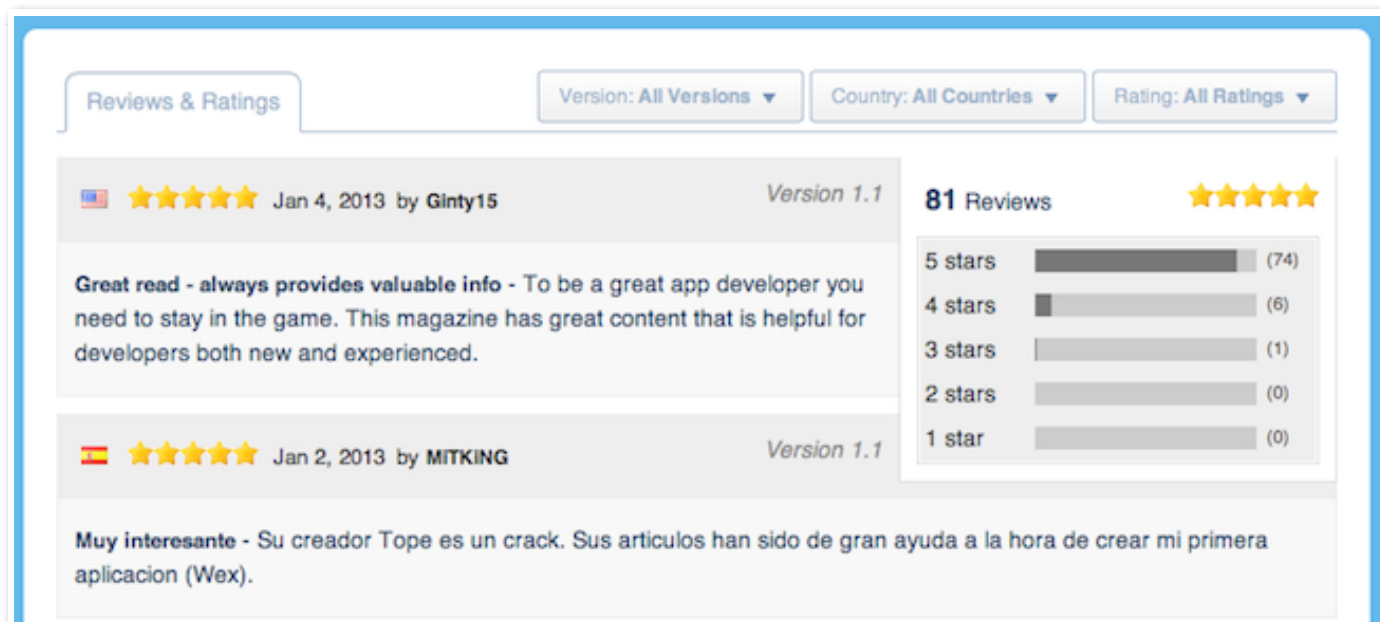 Reviews & Ratings
Version: All Versions ▼
Country: All Countries ▼
Rating: All Ratings ▼
Jan 4, 2013 by Ginty15
Version 1.1
Great read - always provides valuable info - To be a great app developer you
need to stay in the game. This magazine has great content that is helpful for
developers both new and experienced.
81 Reviews
5 stars (74)
4 stars (6)
3 stars (1)
2 stars (0)
1 star (0)
Jan 2, 2013 by MITKING
Version 1.1
Muy interesante - Su creador Tope es un crack. Sus articulos han sido de gran ayuda a la hora de crear mi primera
aplicacion (Wex).